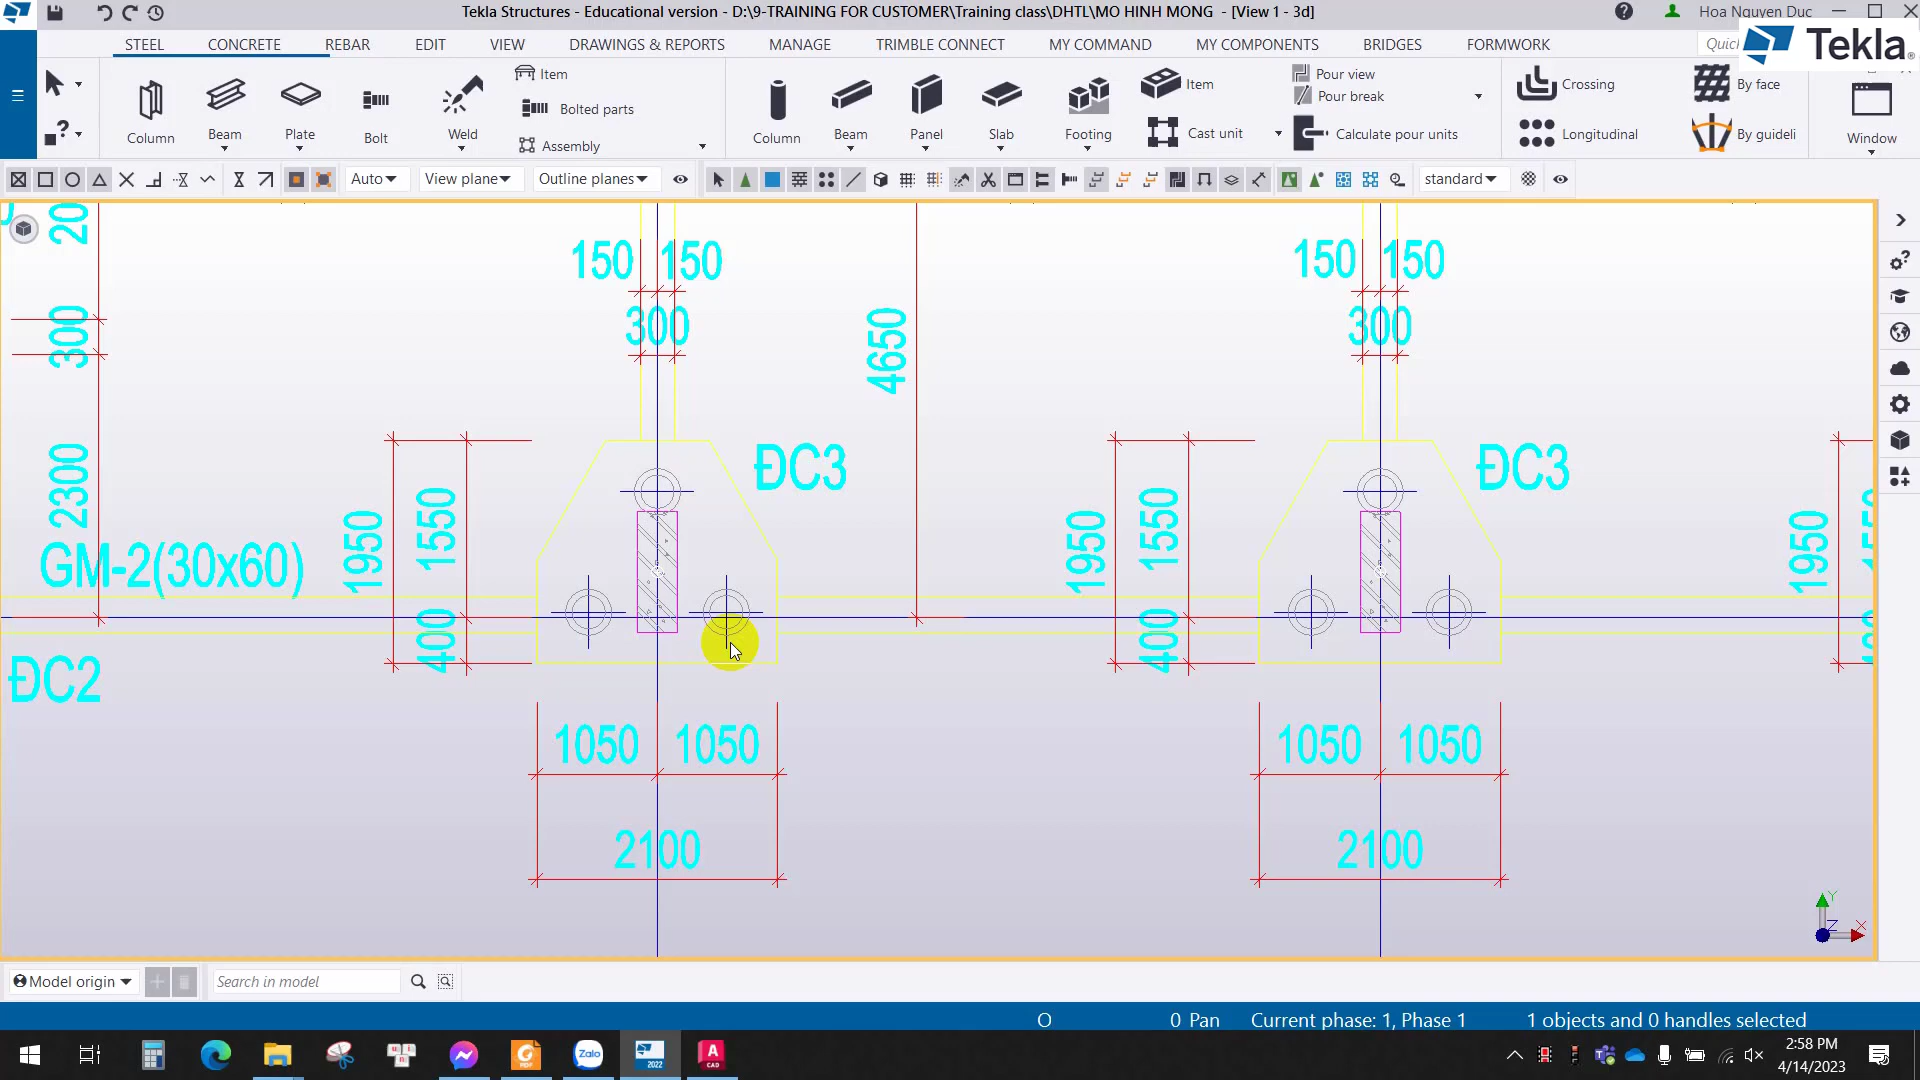 Tekla Structures - Educational version - D:\9-TRAINING FOR CUSTOMER\Training class\DHTL\MO HINH MONG - [View 1 - 3d]
Hoa Nguyen Duc
STEEL CONCRETE REBAR EDIT VIEW DRAWINGS & REPORTS MANAGE TRIMBLE CONNECT MY COMMAND MY COMPONENTS BRIDGES FORMWORK
Quic
Tekla
Column
Beam
Plate
Bolt
Weld
Item
Bolted parts
Assembly
Column
Beam
Panel
Slab
Footing
Item
Cast unit
Pour view
Pour break
Calculate pour units
Crossing
Longitudinal
By face
By guideli
Window
Auto
View plane
Outline planes
standard
20
300
2300
GM-2(30x60)
ĐC2
150 150
300
4650
ĐC3
1950
1550
400
1050 1050
2100
150 150
300
ĐC3
1950
1550
400
1050 1050
2100
1950
Y
Z
X
Model origin
Search in model
O
0 Pan
Current phase: 1, Phase 1
1 objects and 0 handles selected
Zalo
2022
A
CAD
2:58 PM
4/14/2023